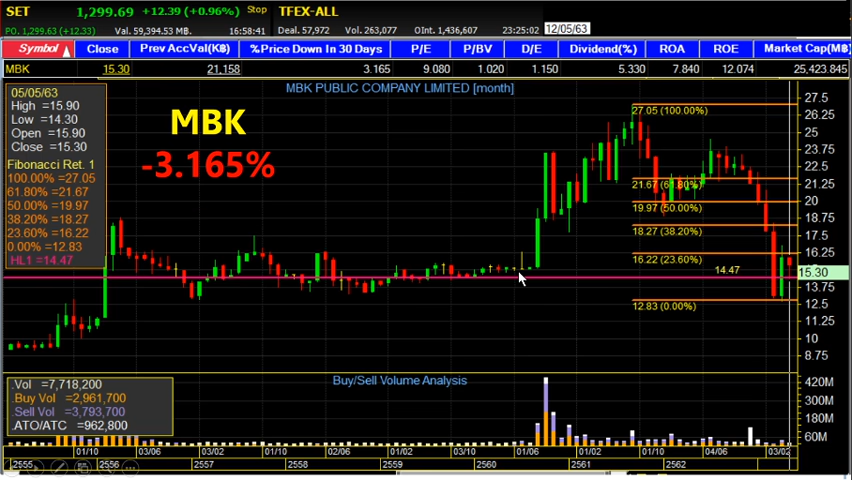 SET 1,299.69 +12.39 (+0.96%) Stop TFEX-ALL
PO. 1,299.63 (+12.33) Val. 59,394.53 MB. 16:58:41 Deal. 57,972 Vol. 263,077 OInt. 1,436,607 23:25:02 12/05/63
Symbol Close Prev AccVal(K฿) %Price Down In 30 Days P/E P/BV D/E Dividend(%) ROA ROE Market Cap(M฿)
MBK 15.30 21,158 3.165 9.080 1.020 1.150 5.330 7.840 12.074 25,423.845
MBK PUBLIC COMPANY LIMITED [month]
05/05/63
High =15.90
Low =14.30
Open =15.90
Close =15.30
Fibonacci Ret. 1
100.00% =27.05
61.80% =21.67
50.00% =19.97
38.20% =18.27
23.60% =16.22
0.00% =12.83
HL1 =14.47
MBK
-3.165%
27.05 (100.00%)
21.67 (61.80%)
19.97 (50.00%)
18.27 (38.20%)
16.22 (23.60%)
14.47
12.83 (0.00%)
27.5
26.25
25
23.75
22.5
21.25
20
18.75
17.5
16.25
15.30
13.75
12.5
11.25
10
8.75
Buy/Sell Volume Analysis
.Vol =7,718,200
.Buy Vol =2,961,700
.Sell Vol =3,793,700
.ATO/ATC =962,800
420M
300M
180M
60M
01/10 03/06 01/10 03/02 02/06 03/02 01/10 02/06 03/10 01/06 01/10 03/02 01/10 04/06 03/02
2555 2556 2557 2558 2559 2560 2561 2562